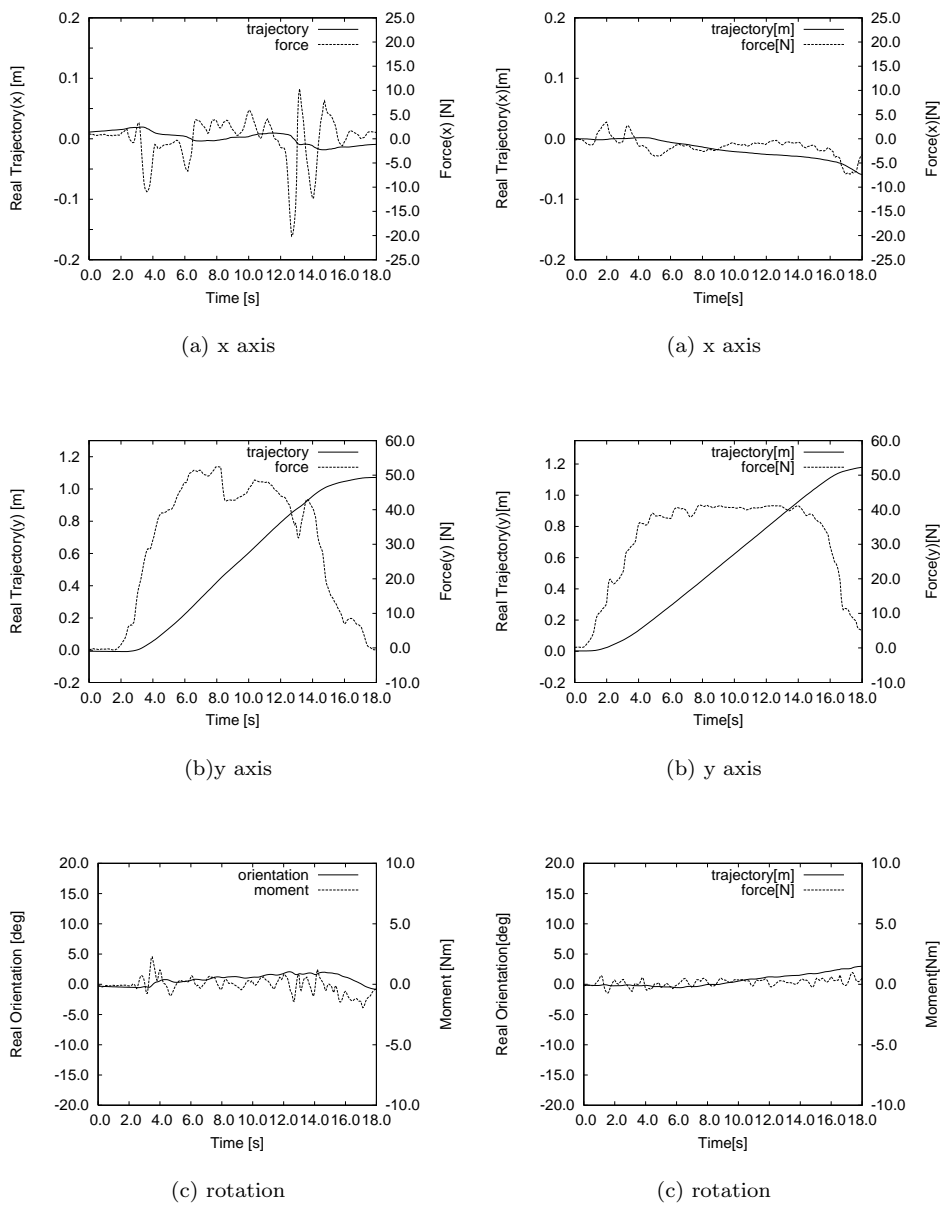 0.2
0.1
0.0
-0.1
-0.2
25.0
20.0
15.0
10.0
5.0
0.0
-5.0
-10.0
-15.0
-20.0
-25.0
0.0 2.0 4.0 6.0 8.0 10.0 12.0 14.0 16.0 18.0
Real Trajectory(x) [m]
Force(x) [N]
Time [s]
trajectory
force
(a) x axis
0.2
0.1
0.0
-0.1
-0.2
25.0
20.0
15.0
10.0
5.0
0.0
-5.0
-10.0
-15.0
-20.0
-25.0
0.0 2.0 4.0 6.0 8.0 10.0 12.0 14.0 16.0 18.0
Real Trajectory(x)[m]
Force(x)[N]
Time[s]
trajectory[m]
force[N]
(a) x axis
1.2
1.0
0.8
0.6
0.4
0.2
0.0
-0.2
60.0
50.0
40.0
30.0
20.0
10.0
0.0
-10.0
0.0 2.0 4.0 6.0 8.0 10.0 12.0 14.0 16.0 18.0
Real Trajectory(y) [m]
Force(y) [N]
Time [s]
trajectory
force
(b)y axis
1.2
1.0
0.8
0.6
0.4
0.2
0.0
-0.2
60.0
50.0
40.0
30.0
20.0
10.0
0.0
-10.0
0.0 2.0 4.0 6.0 8.0 10.0 12.0 14.0 16.0 18.0
Real Trajectory(y)[m]
Force(y)[N]
Time[s]
trajectory[m]
force[N]
(b) y axis
20.0
15.0
10.0
5.0
0.0
-5.0
-10.0
-15.0
-20.0
10.0
5.0
0.0
-5.0
-10.0
0.0 2.0 4.0 6.0 8.0 10.0 12.0 14.0 16.0 18.0
Real Orientation [deg]
Moment [Nm]
Time [s]
orientation
moment
(c) rotation
20.0
15.0
10.0
5.0
0.0
-5.0
-10.0
-15.0
-20.0
10.0
5.0
0.0
-5.0
-10.0
0.0 2.0 4.0 6.0 8.0 10.0 12.0 14.0 16.0 18.0
Real Orientation[deg]
Moment[Nm]
Time[s]
trajectory[m]
force[N]
(c) rotation